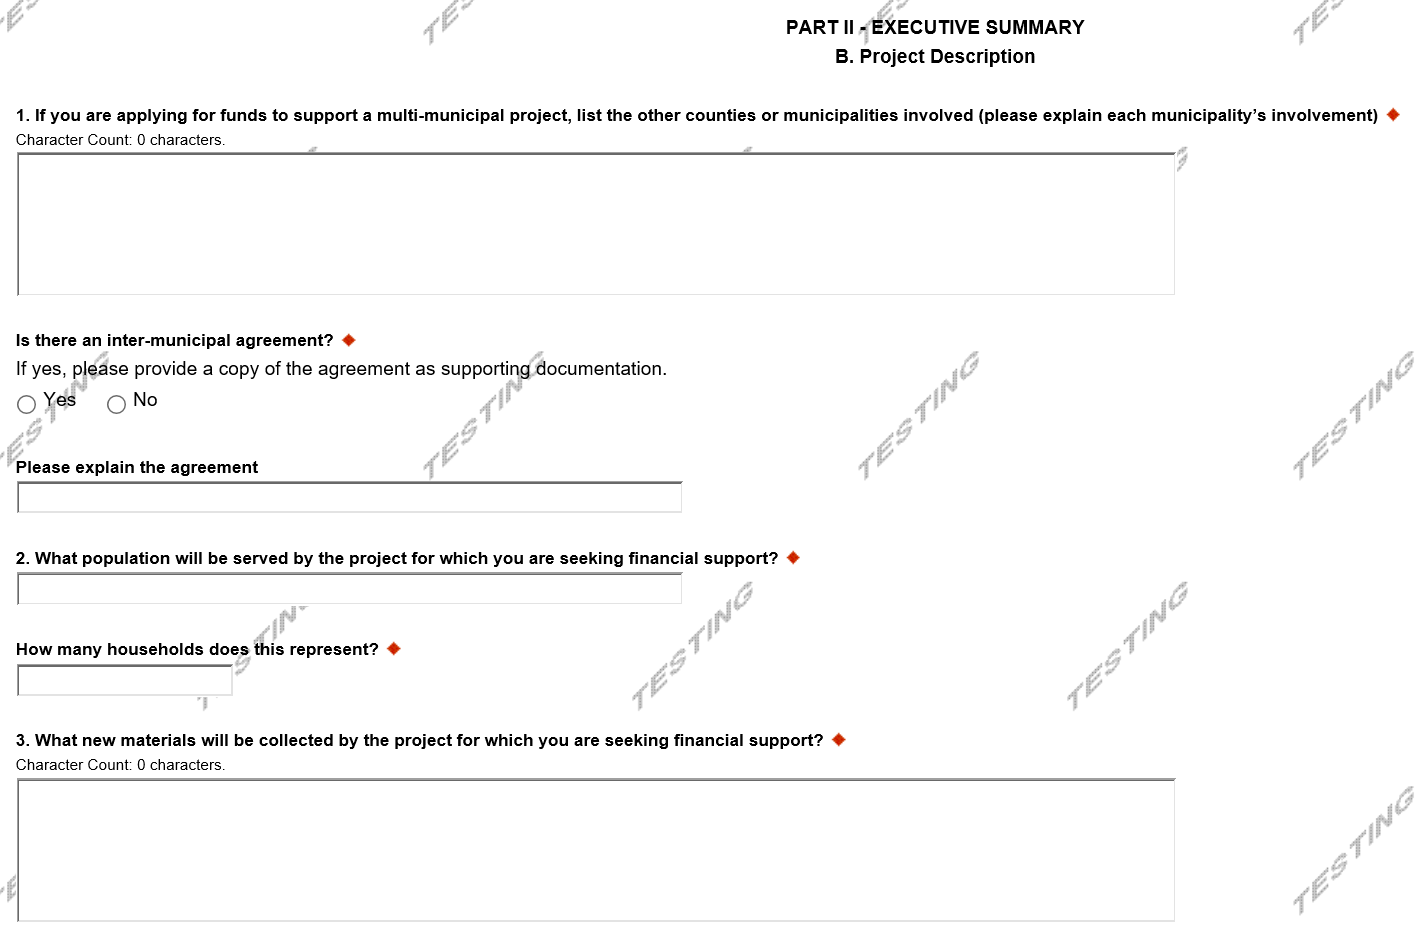 PART II - EXECUTIVE SUMMARY
B. Project Description
1. If you are applying for funds to support a multi-municipal project, list the other counties or municipalities involved (please explain each municipality’s involvement)
Character Count: 0 characters.
Is there an inter-municipal agreement?
If yes, please provide a copy of the agreement as supporting documentation.
Yes No
Please explain the agreement
2. What population will be served by the project for which you are seeking financial support?
How many households does this represent?
3. What new materials will be collected by the project for which you are seeking financial support?
Character Count: 0 characters.
TESTING
TESTING
TESTING
TESTING
TESTING
TESTING